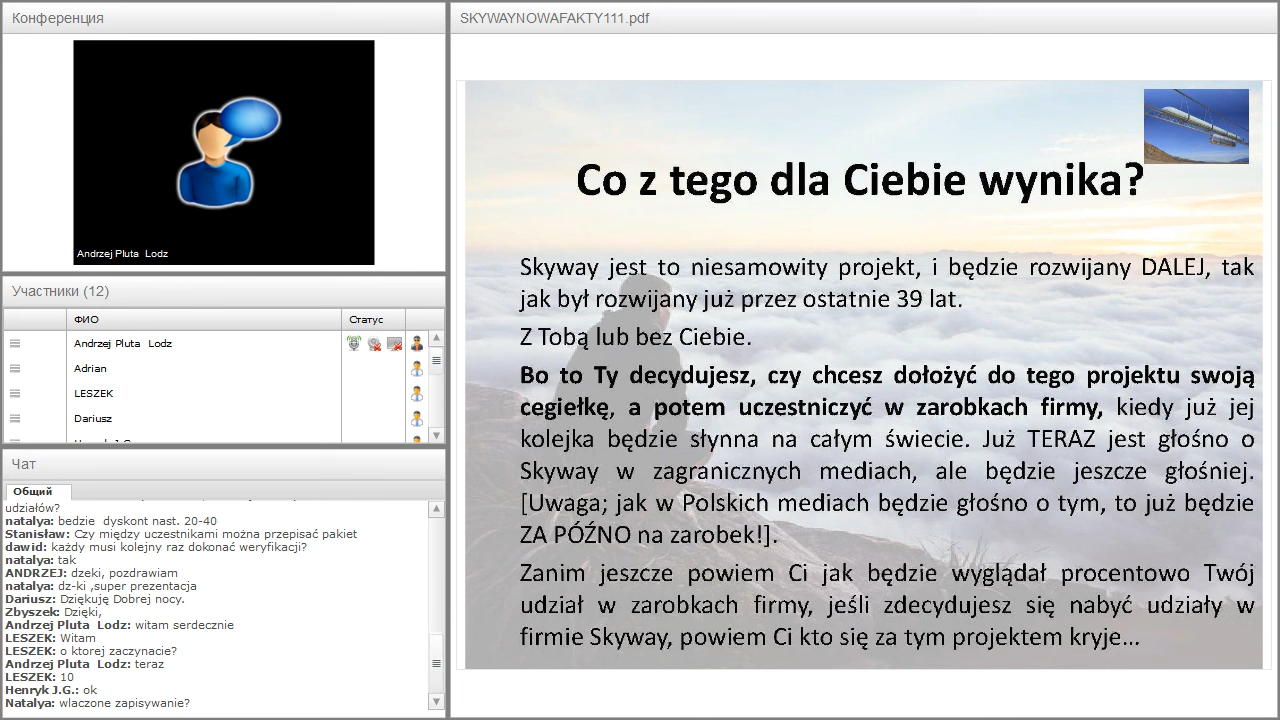 Конференция
Andrzej Pluta  Lodz
Участники (12)
ФИО
Статус
Andrzej Pluta  Lodz
Adrian
LESZEK
Dariusz
Чат
Общий
udziałów?
natalya: bedzie  dyskont nast. 20-40
Stanisław: Czy między uczestnikami można przepisać pakiet
dawid: każdy musi kolejny raz dokonać weryfikacji?
natalya: tak
ANDRZEJ: dzeki, pozdrawiam
natalya: dz-ki ,super prezentacja
Dariusz: Dziękuję Dobrej nocy.
Zbyszek: Dzięki,
Andrzej Pluta  Lodz: witam serdecznie
LESZEK: Witam
LESZEK: o ktorej zaczynacie?
Andrzej Pluta  Lodz: teraz
LESZEK: 10
Henryk J.G.: ok
Natalya: wlaczone zapisywanie?
SKYWAYNOWAFAKTY111.pdf
Co z tego dla Ciebie wynika?
Skyway jest to niesamowity projekt, i będzie rozwijany DALEJ, tak
jak był rozwijany już przez ostatnie 39 lat.
Z Tobą lub bez Ciebie.
Bo to Ty decydujesz, czy chcesz dołożyć do tego projektu swoją
cegiełkę, a potem uczestniczyć w zarobkach firmy, kiedy już jej
kolejka będzie słynna na całym świecie. Już TERAZ jest głośno o
Skyway w zagranicznych mediach, ale będzie jeszcze głośniej.
[Uwaga; jak w Polskich mediach będzie głośno o tym, to już będzie
ZA PÓŹNO na zarobek!].
Zanim jeszcze powiem Ci jak będzie wyglądał procentowo Twój
udział w zarobkach firmy, jeśli zdecydujesz się nabyć udziały w
firmie Skyway, powiem Ci kto się za tym projektem kryje...